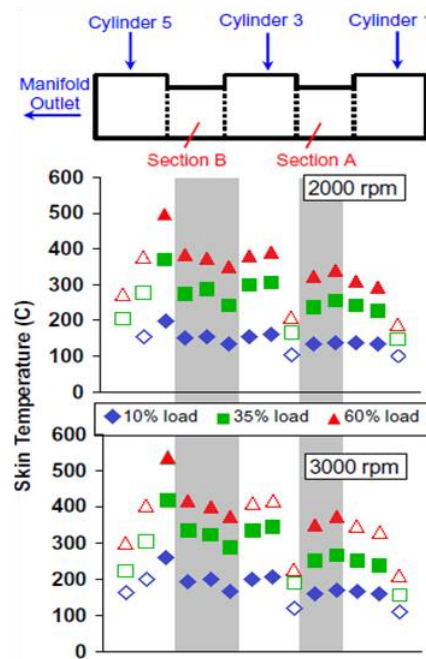 Cylinder 5 Cylinder 3 Cylinder 1
Manifold
Outlet
Section B Section A
600
2000 rpm
500
400
300
200
100
0
Skin Temperature (C)
10% load 35% load 60% load
600
3000 rpm
500
400
300
200
100
0